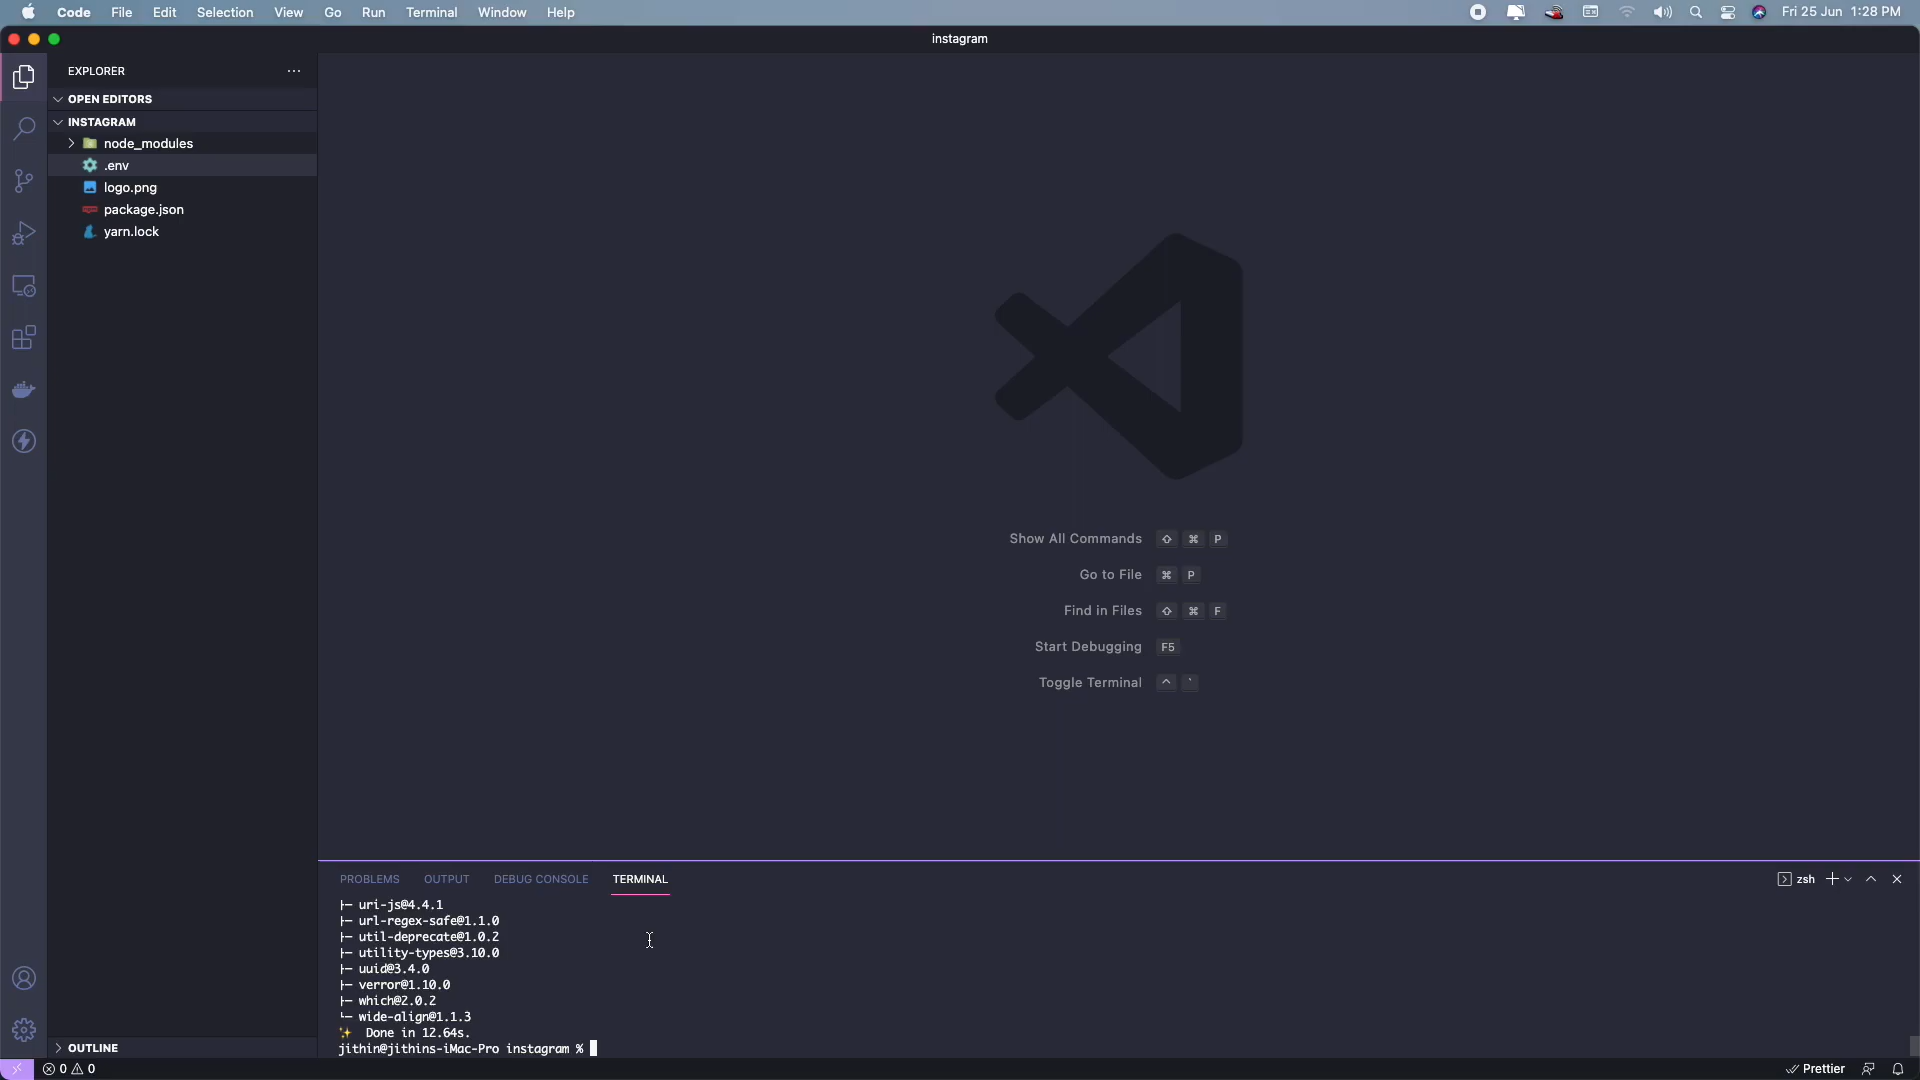 Code File Edit Selection View Go Run Terminal Window Help Fri 25 Jun 1:28 PM
instagram
EXPLORER ···
OPEN EDITORS
INSTAGRAM
node_modules
.env
logo.png
package.json
yarn.lock
Show All Commands ⇧ ⌘ P
Go to File ⌘ P
Find in Files ⇧ ⌘ F
Start Debugging F5
Toggle Terminal ^ `
PROBLEMS OUTPUT DEBUG CONSOLE TERMINAL zsh
├─ uri-js@4.4.1
├─ url-regex-safe@1.1.0
├─ util-deprecate@1.0.2
├─ utility-types@3.10.0
├─ uuid@3.4.0
├─ verror@1.10.0
├─ which@2.0.2
└─ wide-align@1.1.3
✨ Done in 12.64s.
jithin@jithins-iMac-Pro instagram %
OUTLINE
0 0 Prettier